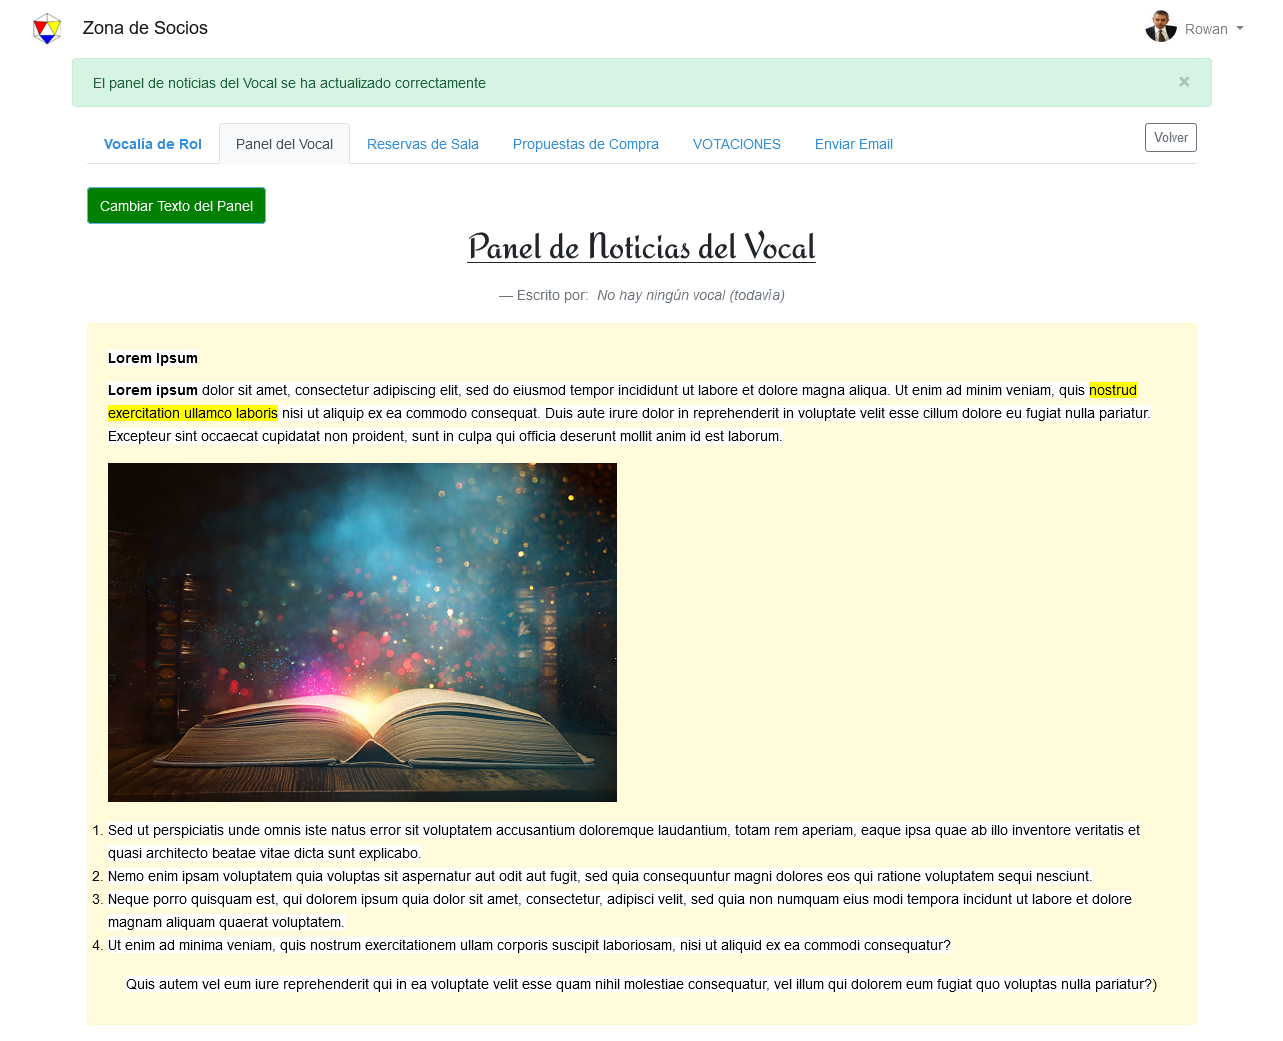 Zona de Socios
Rowan
El panel de noticias del Vocal se ha actualizado correctamente
×
Vocalía de Rol
Panel del Vocal
Reservas de Sala
Propuestas de Compra
VOTACIONES
Enviar Email
Volver
Cambiar Texto del Panel
Panel de Noticias del Vocal
— Escrito por: No hay ningún vocal (todavía)
Lorem Ipsum
Lorem ipsum dolor sit amet, consectetur adipiscing elit, sed do eiusmod tempor incididunt ut labore et dolore magna aliqua. Ut enim ad minim veniam, quis nostrud
exercitation ullamco laboris nisi ut aliquip ex ea commodo consequat. Duis aute irure dolor in reprehenderit in voluptate velit esse cillum dolore eu fugiat nulla pariatur.
Excepteur sint occaecat cupidatat non proident, sunt in culpa qui officia deserunt mollit anim id est laborum.
1. Sed ut perspiciatis unde omnis iste natus error sit voluptatem accusantium doloremque laudantium, totam rem aperiam, eaque ipsa quae ab illo inventore veritatis et
quasi architecto beatae vitae dicta sunt explicabo.
2. Nemo enim ipsam voluptatem quia voluptas sit aspernatur aut odit aut fugit, sed quia consequuntur magni dolores eos qui ratione voluptatem sequi nesciunt.
3. Neque porro quisquam est, qui dolorem ipsum quia dolor sit amet, consectetur, adipisci velit, sed quia non numquam eius modi tempora incidunt ut labore et dolore
magnam aliquam quaerat voluptatem.
4. Ut enim ad minima veniam, quis nostrum exercitationem ullam corporis suscipit laboriosam, nisi ut aliquid ex ea commodi consequatur?
Quis autem vel eum iure reprehenderit qui in ea voluptate velit esse quam nihil molestiae consequatur, vel illum qui dolorem eum fugiat quo voluptas nulla pariatur?)